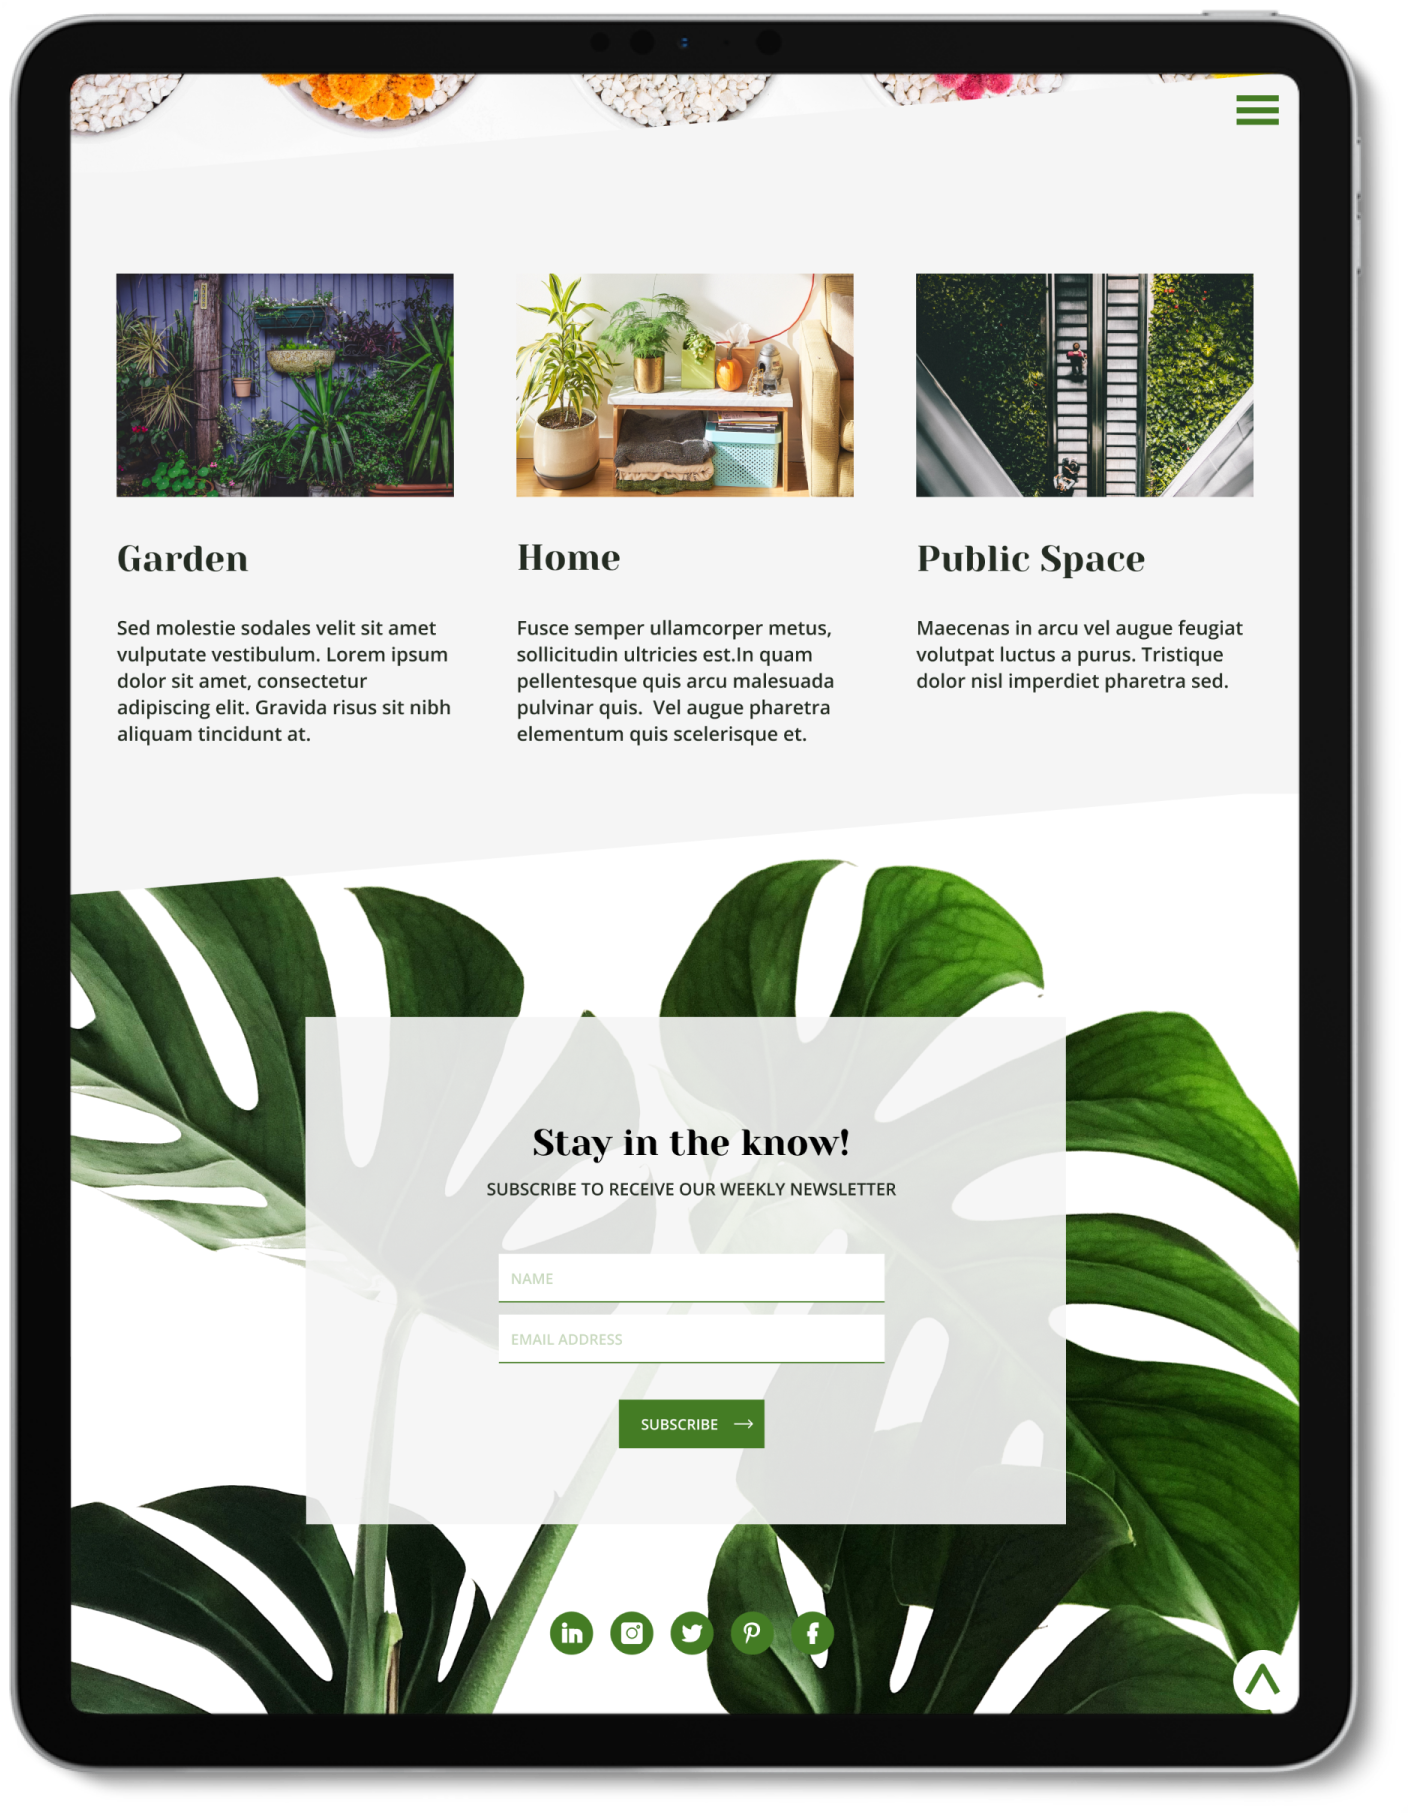 Garden
Sed molestie sodales velit sit amet
vulputate vestibulum. Lorem ipsum
dolor sit amet, consectetur
adipiscing elit. Gravida risus sit nibh
aliquam tincidunt at.
Home
Fusce semper ullamcorper metus,
sollicitudin ultricies est.In quam
pellentesque quis arcu malesuada
pulvinar quis.  Vel augue pharetra
elementum quis scelerisque et.
Public Space
Maecenas in arcu vel augue feugiat
volutpat luctus a purus. Tristique
dolor nisl imperdiet pharetra sed.
Stay in the know!
SUBSCRIBE TO RECEIVE OUR WEEKLY NEWSLETTER
NAME
EMAIL ADDRESS
SUBSCRIBE